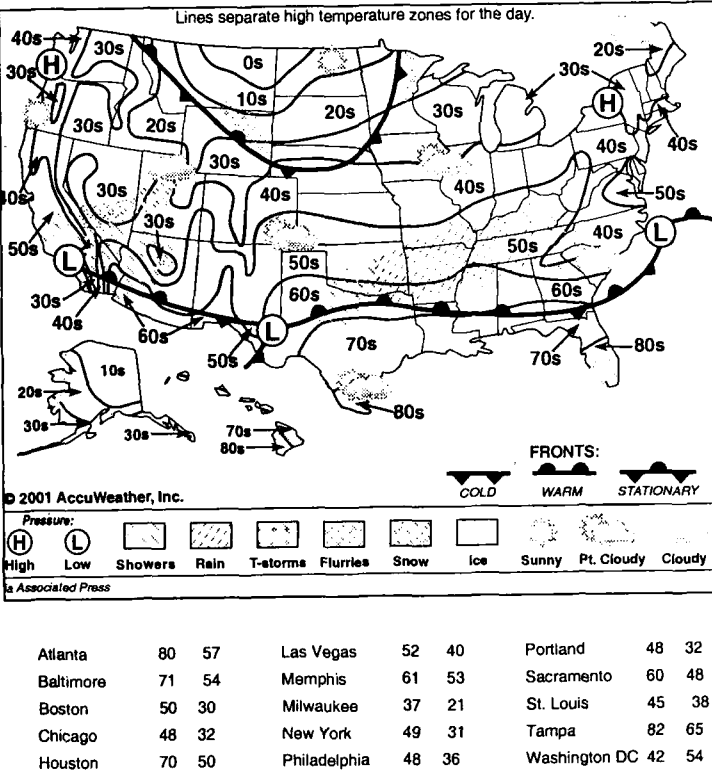 Lines separate high temperature zones for the day.
40s 30s 20s
H 0s 30s
30s 10s 20s 30s H
30s 20s 40s 40s
30s
30s 40s 40s 50s
40s 30s 40s
50s 50s L
L 50s
30s 60s 60s
40s 60s L 70s
50s 70s 80s
10s
20s
80s
30s 30s 70s
80s
FRONTS:
COLD WARM STATIONARY
© 2001 AccuWeather, Inc.
Pressure:
H L
High Low Showers Rain T-storms Flurries Snow Ice Sunny Pt. Cloudy Cloudy
ia Associated Press
Atlanta 80 57 Las Vegas 52 40 Portland 48 32
Baltimore 71 54 Memphis 61 53 Sacramento 60 48
Boston 50 30 Milwaukee 37 21 St. Louis 45 38
Chicago 48 32 New York 49 31 Tampa 82 65
Houston 70 50 Philadelphia 48 36 Washington DC 42 54